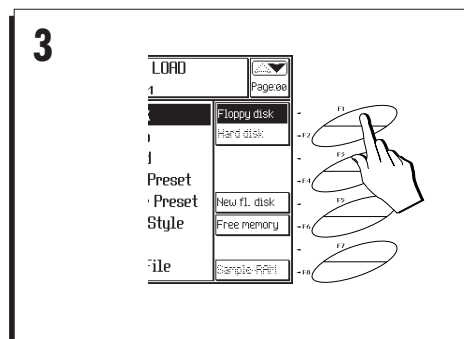 3
LOAD
Page:00
Floppy disk
F1
Hard disk
F2
F3
Preset
F4
Preset
New fl. disk
F5
Style
Free memory
F6
F7
File
Sample-RAM
F8